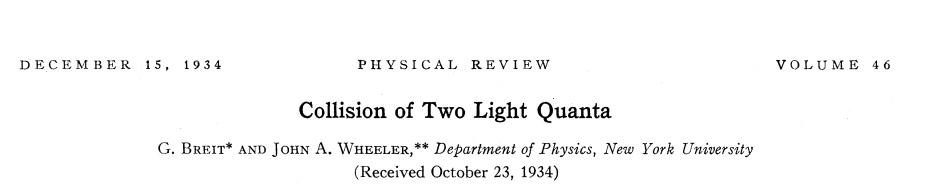 DECEMBER 15, 1934 PHYSICAL REVIEW VOLUME 46
Collision of Two Light Quanta
G. BREIT* AND JOHN A. WHEELER,** Department of Physics, New York University
(Received October 23, 1934)